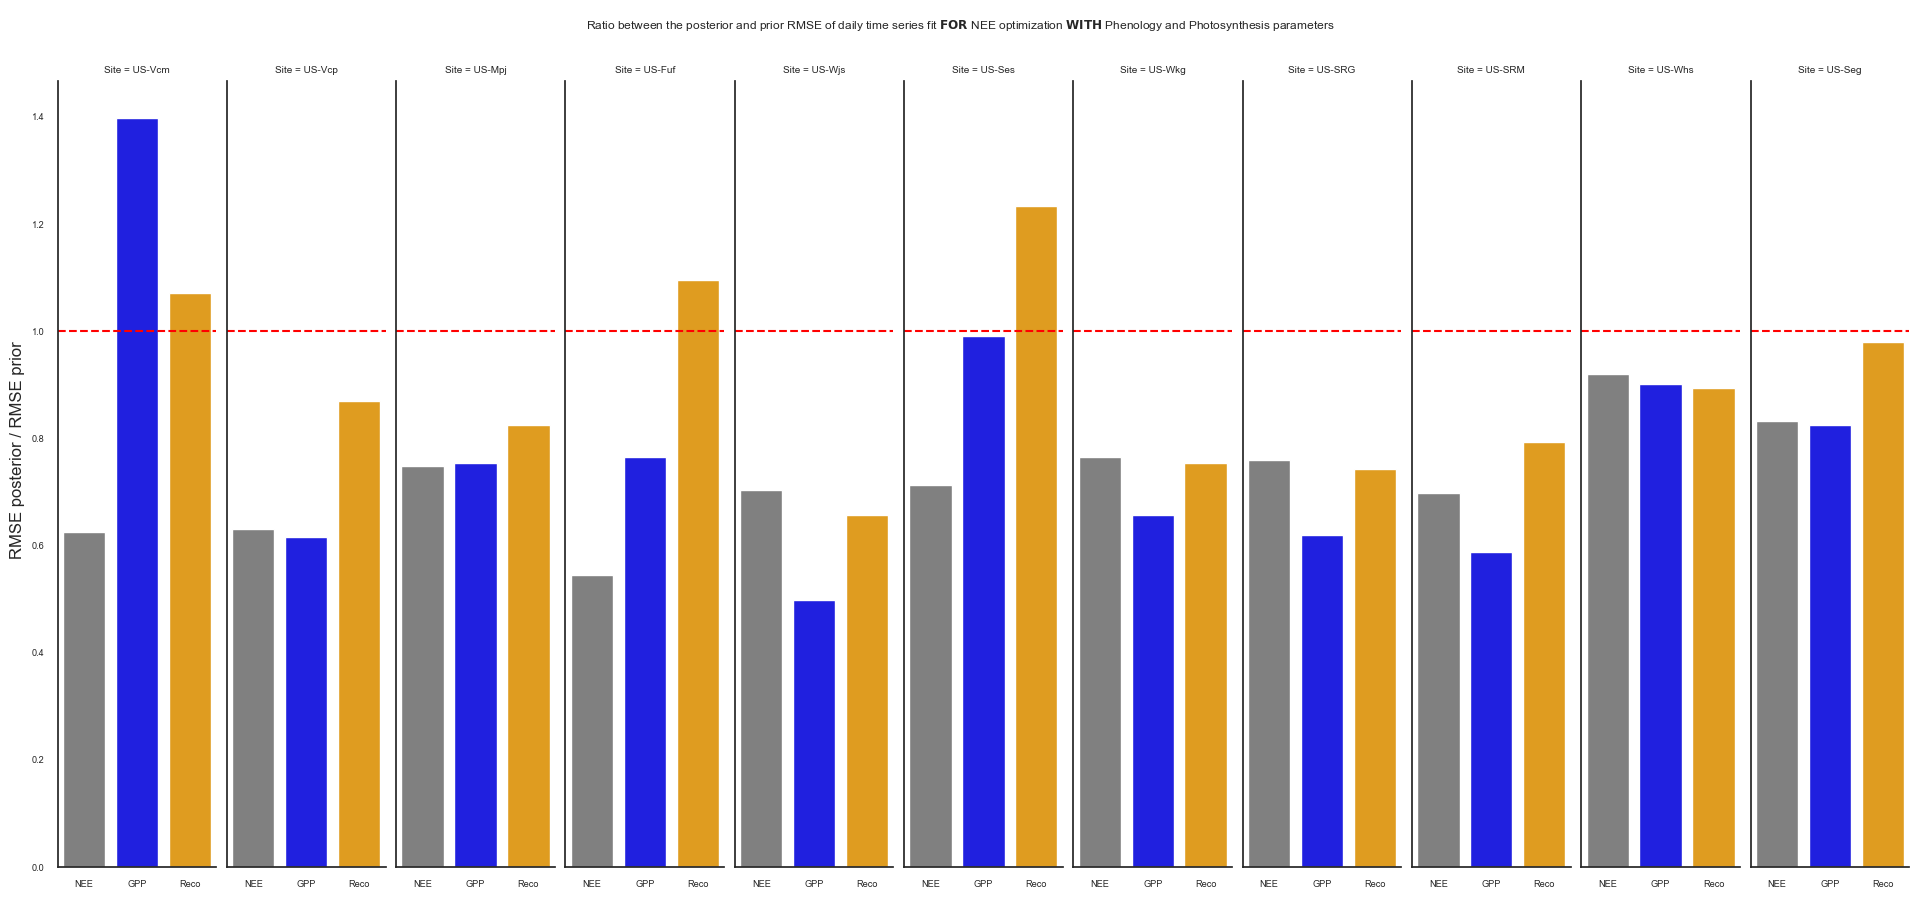 Ratio between the posterior and prior RMSE of daily time series fit FOR NEE optimization WITH Phenology and Photosynthesis parameters
Site = US-Vcm
Site = US-Vcp
Site = US-Mpj
Site = US-Fuf
Site = US-Wjs
Site = US-Ses
Site = US-Wkg
Site = US-SRG
Site = US-SRM
Site = US-Whs
Site = US-Seg
RMSE posterior / RMSE prior
1.4
1.2
1.0
0.8
0.6
0.4
0.2
0.0
NEE GPP Reco
NEE GPP Reco
NEE GPP Reco
NEE GPP Reco
NEE GPP Reco
NEE GPP Reco
NEE GPP Reco
NEE GPP Reco
NEE GPP Reco
NEE GPP Reco
NEE GPP Reco